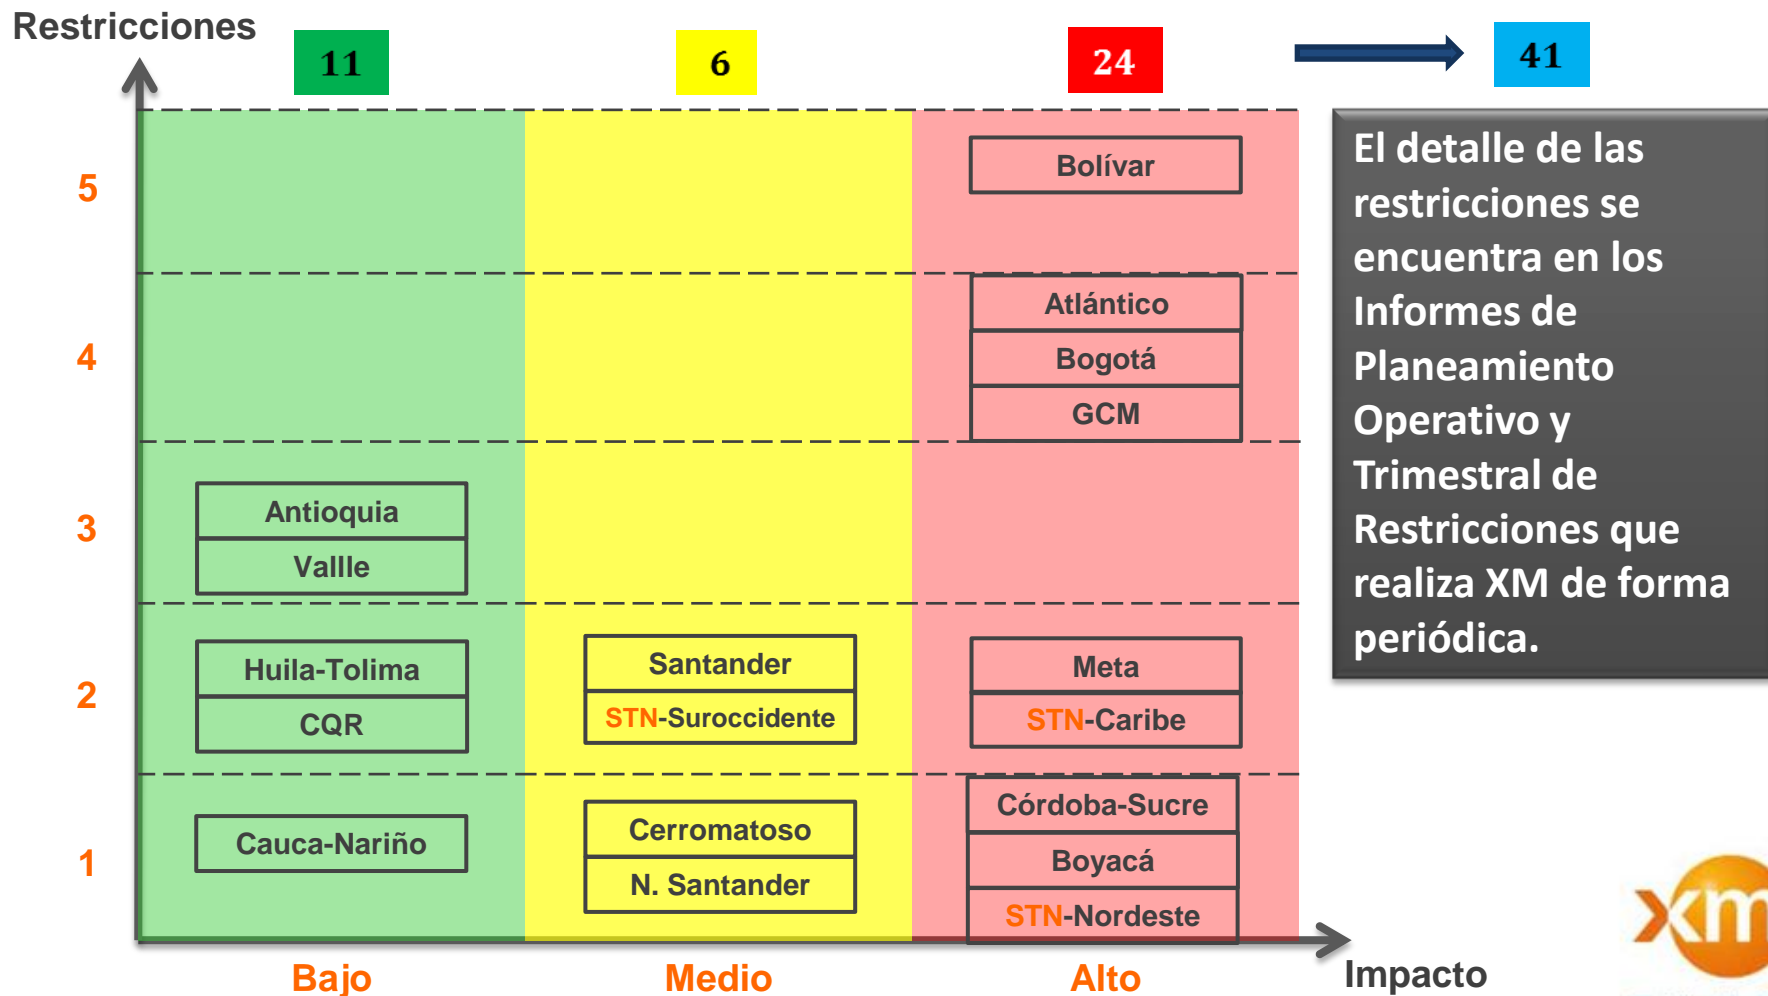 Restricciones
11
6
24
41
5
4
3
2
1
Bolívar
Atlántico
Bogotá
GCM
Antioquia
Vallle
Huila-Tolima
CQR
Santander
STN-Suroccidente
Meta
STN-Caribe
Cauca-Nariño
Cerromatoso
N. Santander
Córdoba-Sucre
Boyacá
STN-Nordeste
Bajo
Medio
Alto
Impacto
El detalle de las
restricciones se
encuentra en los
Informes de
Planeamiento
Operativo y
Trimestral de
Restricciones que
realiza XM de forma
periódica.
xm